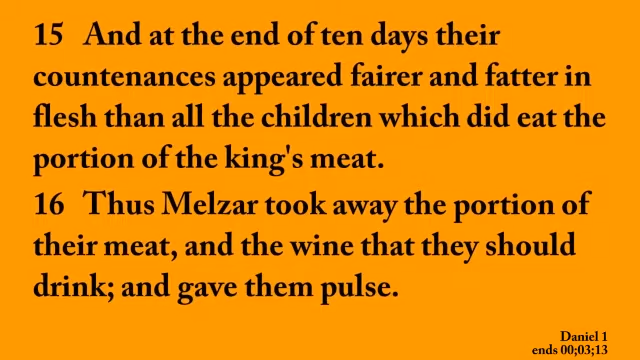 15 And at the end of ten days their
countenances appeared fairer and fatter in
flesh than all the children which did eat the
portion of the king's meat.
16 Thus Melzar took away the portion of
their meat, and the wine that they should
drink; and gave them pulse.
Daniel 1
ends 00;03;13